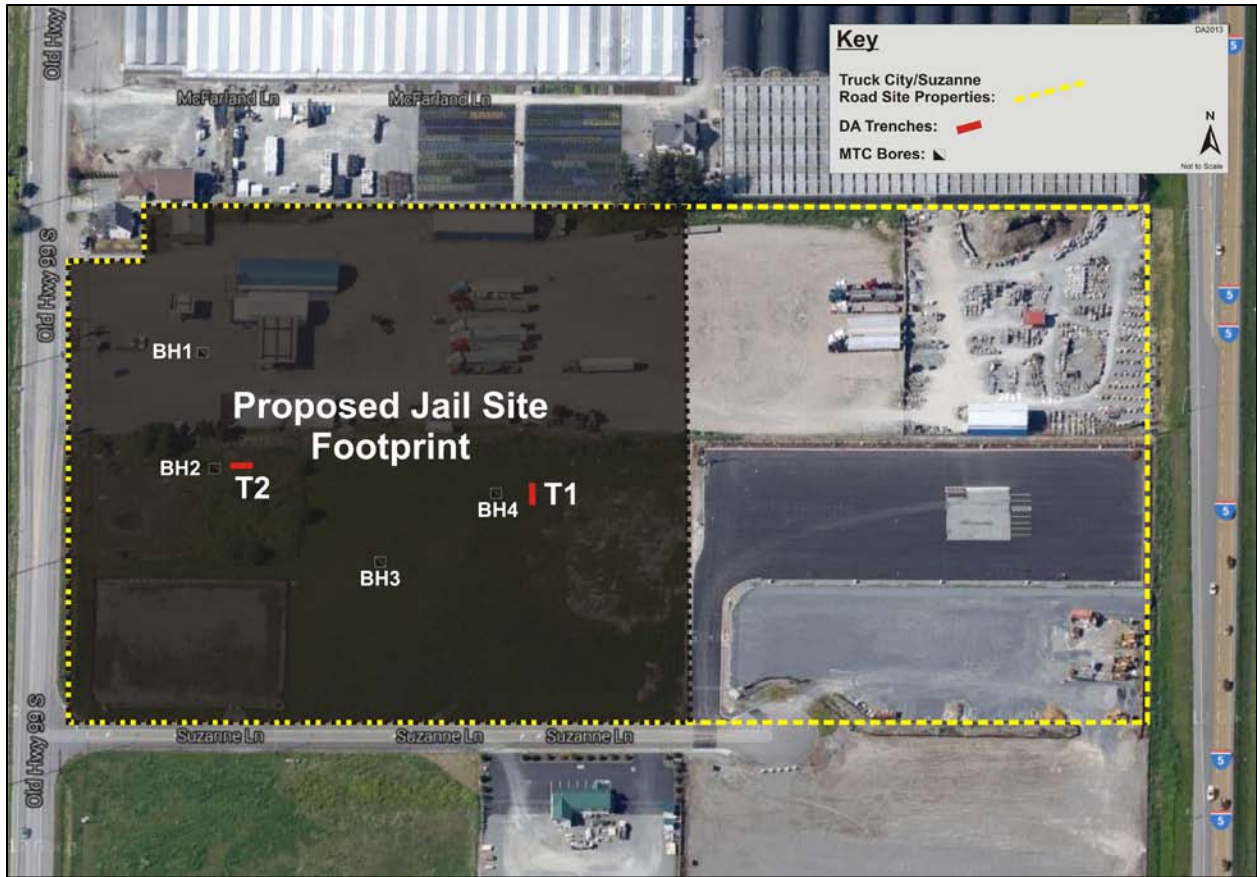 Key
DA2013
Truck City/Suzanne
Road Site Properties:
DA Trenches:
MTC Bores:
N
Not to Scale
Old Hwy
McFarland Ln
McFarland Ln
5
Old Hwy 99 S
5
5
BH1
Proposed Jail Site
Footprint
BH2
T2
BH4
T1
5
BH3
Old Hwy 99 S
Suzanne Ln
Suzanne Ln
Suzanne Ln
5
5